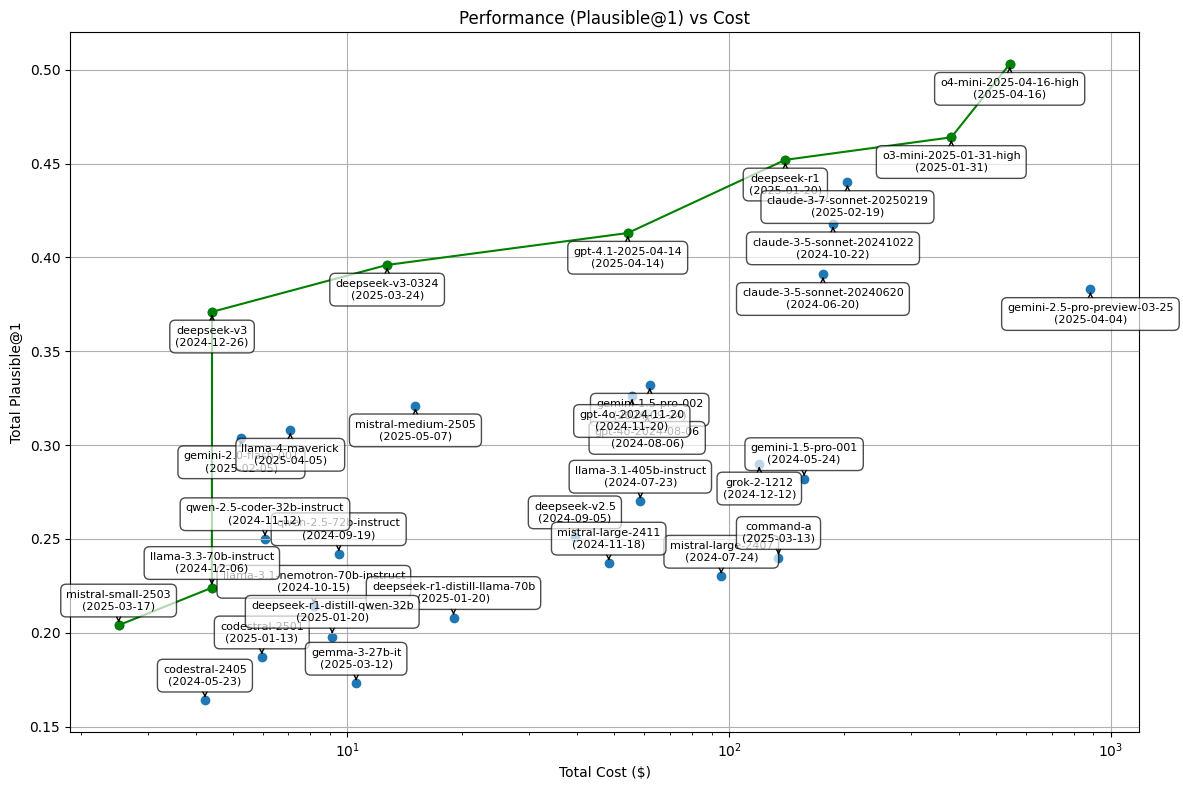 Performance (Plausible@1) vs Cost
Total Plausible@1
0.50
0.45
0.40
0.35
0.30
0.25
0.20
0.15
o4-mini-2025-04-16-high
(2025-04-16)
o3-mini-2025-01-31-high
(2025-01-31)
deepseek-r1
(2025-01-20)
claude-3-7-sonnet-20250219
(2025-02-19)
gpt-4.1-2025-04-14
(2025-04-14)
claude-3-5-sonnet-20241022
(2024-10-22)
deepseek-v3-0324
(2025-03-24)
claude-3-5-sonnet-20240620
(2024-06-20)
gemini-2.5-pro-preview-03-25
(2025-04-04)
deepseek-v3
(2024-12-26)
gemini-1.5-pro-002
gpt-4o-2024-11-20
(2024-11-20)
gpt-4o-2024-08-06
(2024-08-06)
mistral-medium-2505
(2025-05-07)
llama-4-maverick
(2025-04-05)
gemini-2.0-
(2025-02-05)
gemini-1.5-pro-001
(2024-05-24)
grok-2-1212
(2024-12-12)
llama-3.1-405b-instruct
(2024-07-23)
deepseek-v2.5
(2024-09-05)
qwen-2.5-coder-32b-instruct
(2024-11-12)
qwen-2.5-72b-instruct
(2024-09-19)
mistral-large-2411
(2024-11-18)
command-a
(2025-03-13)
mistral-large-2407
(2024-07-24)
llama-3.3-70b-instruct
(2024-12-06)
llama-3.1-nemotron-70b-instruct
(2024-10-15)
deepseek-r1-distill-llama-70b
(2025-01-20)
mistral-small-2503
(2025-03-17)
deepseek-r1-distill-qwen-32b
(2025-01-20)
codestral-2501
(2025-01-13)
gemma-3-27b-it
(2025-03-12)
codestral-2405
(2024-05-23)
10¹
10²
10³
Total Cost ($)